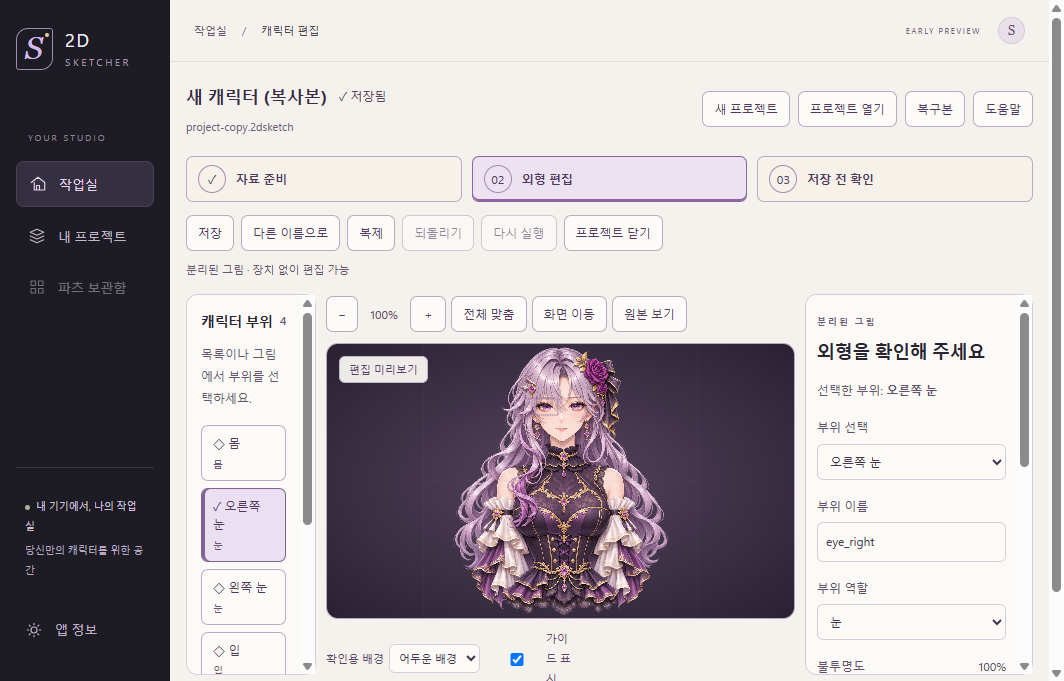 S
2D
SKETCHER
YOUR STUDIO
작업실
내 프로젝트
파츠 보관함
내 기기에서, 나의 작업
실
당신만의 캐릭터를 위한 공
간
앱 정보
작업실 / 캐릭터 편집
EARLY PREVIEW
S
새 캐릭터 (복사본) ✓ 저장됨
project-copy.2dsketch
새 프로젝트
프로젝트 열기
복구본
도움말
✓ 자료 준비
02 외형 편집
03 저장 전 확인
저장
다른 이름으로
복제
되돌리기
다시 실행
프로젝트 닫기
분리된 그림 · 장치 없이 편집 가능
캐릭터 부위 4
목록이나 그림
에서 부위를 선
택하세요.
◇ 몸
몸
✓ 오른쪽
눈
눈
◇ 왼쪽 눈
눈
◇ 입
입
−
100%
+
전체 맞춤
화면 이동
원본 보기
편집 미리보기
확인용 배경
어두운 배경
가이
드 표
시
분리된 그림
외형을 확인해 주세요
선택한 부위: 오른쪽 눈
부위 선택
오른쪽 눈
부위 이름
eye_right
부위 역할
눈
불투명도 100%